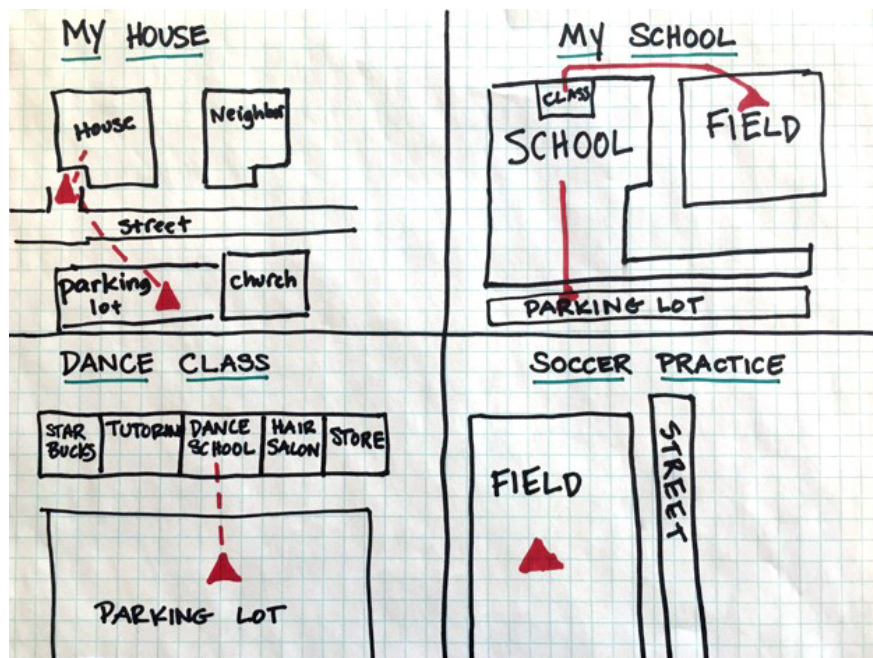 MY HOUSE
House
Neighbor
street
parking
lot
church
MY SCHOOL
CLASS
SCHOOL
FIELD
PARKING LOT
DANCE CLASS
STAR
BUCKS
TUTORING
DANCE
SCHOOL
HAIR
SALON
STORE
PARKING LOT
SOCCER PRACTICE
FIELD
STREET